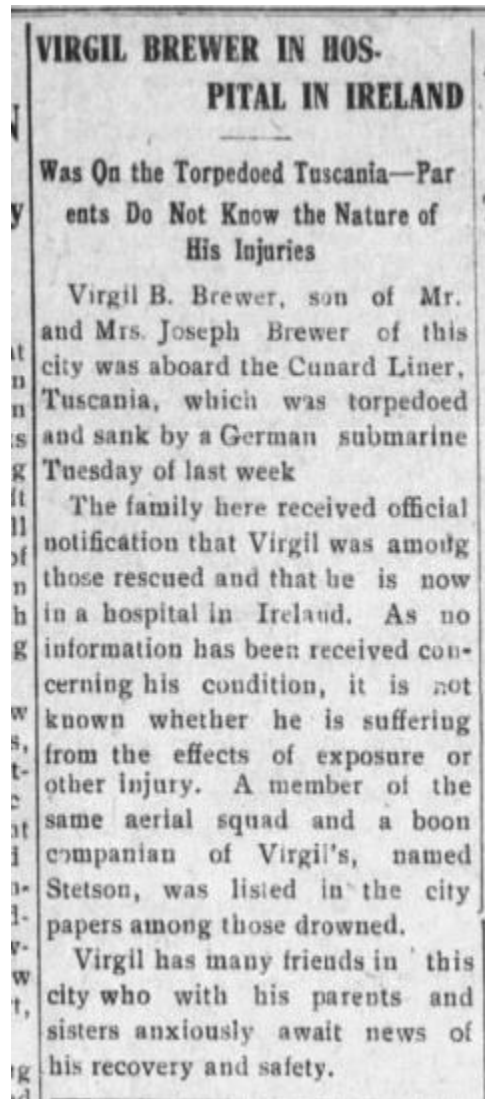 VIRGIL BREWER IN HOS-
PITAL IN IRELAND
Was On the Torpedoed Tuscania—Par
ents Do Not Know the Nature of
His Injuries
Virgil B. Brewer, son of Mr.
and Mrs. Joseph Brewer of this
city was aboard the Cunard Liner,
Tuscania, which was torpedoed
and sank by a German submarine
Tuesday of last week
The family here received official
notification that Virgil was among
those rescued and that he is now
in a hospital in Ireland. As no
information has been received con-
cerning his condition, it is not
known whether he is suffering
from the effects of exposure or
other injury. A member of the
same aerial squad and a boon
companian of Virgil's, named
Stetson, was listed in the city
papers among those drowned.
Virgil has many friends in this
city who with his parents and
sisters anxiously await news of
his recovery and safety.